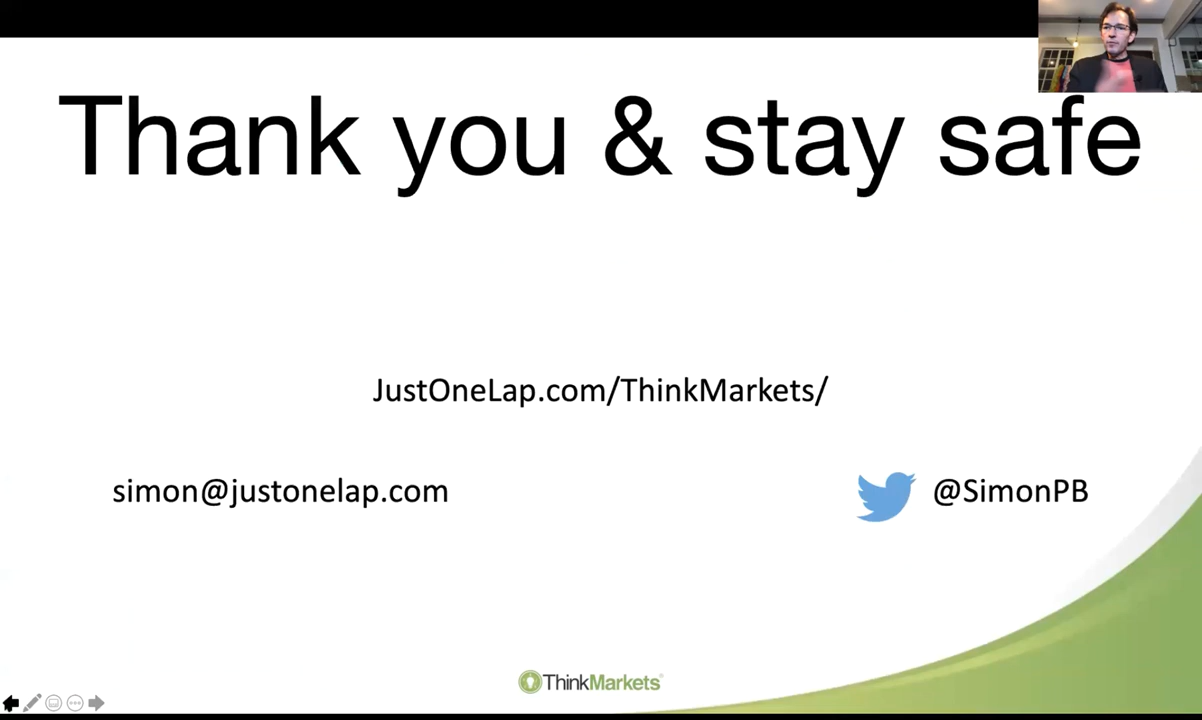 Thank you & stay safe
JustOneLap.com/ThinkMarkets/
simon@justonelap.com
@SimonPB
ThinkMarkets